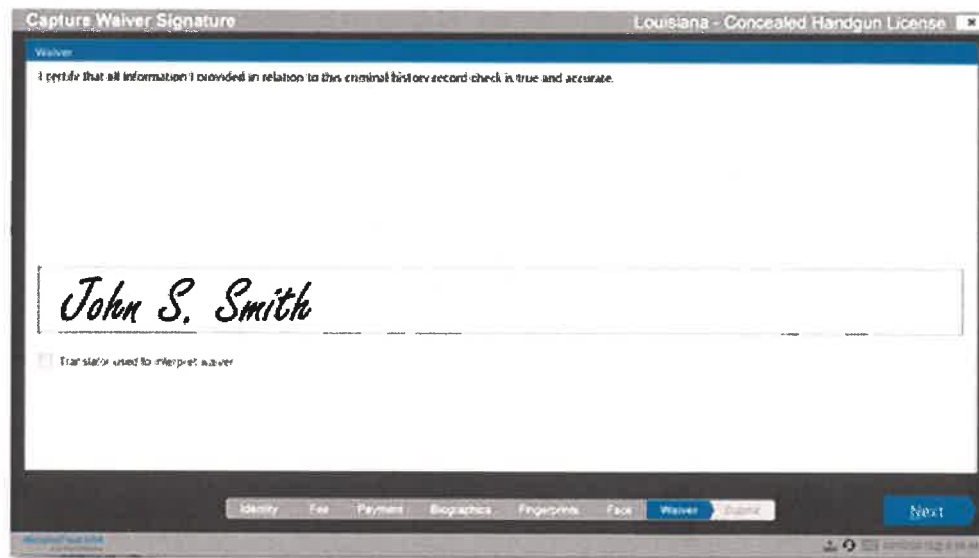 Capture Waiver Signature
Louisiana - Concealed Handgun License
Waiver
I certify that all information I provided in relation to this criminal history record check is true and accurate.
John S. Smith
Translator used to interpret waiver
Identity Fee Payment Biographics Fingerprints Face Waiver Submit
Next